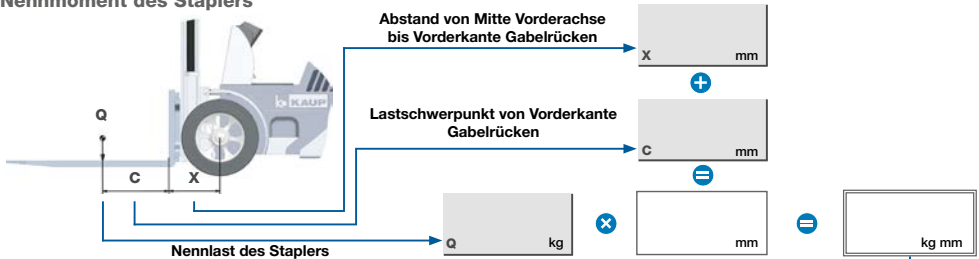 Nennmoment des Staplers
Abstand von Mitte Vorderachse
bis Vorderkante Gabelrücken
X mm
+
KAUP
Q
Lastschwerpunkt von Vorderkante
Gabelrücken
C mm
=
C X
Q kg
×
mm
=
kg mm
Nennlast des Staplers